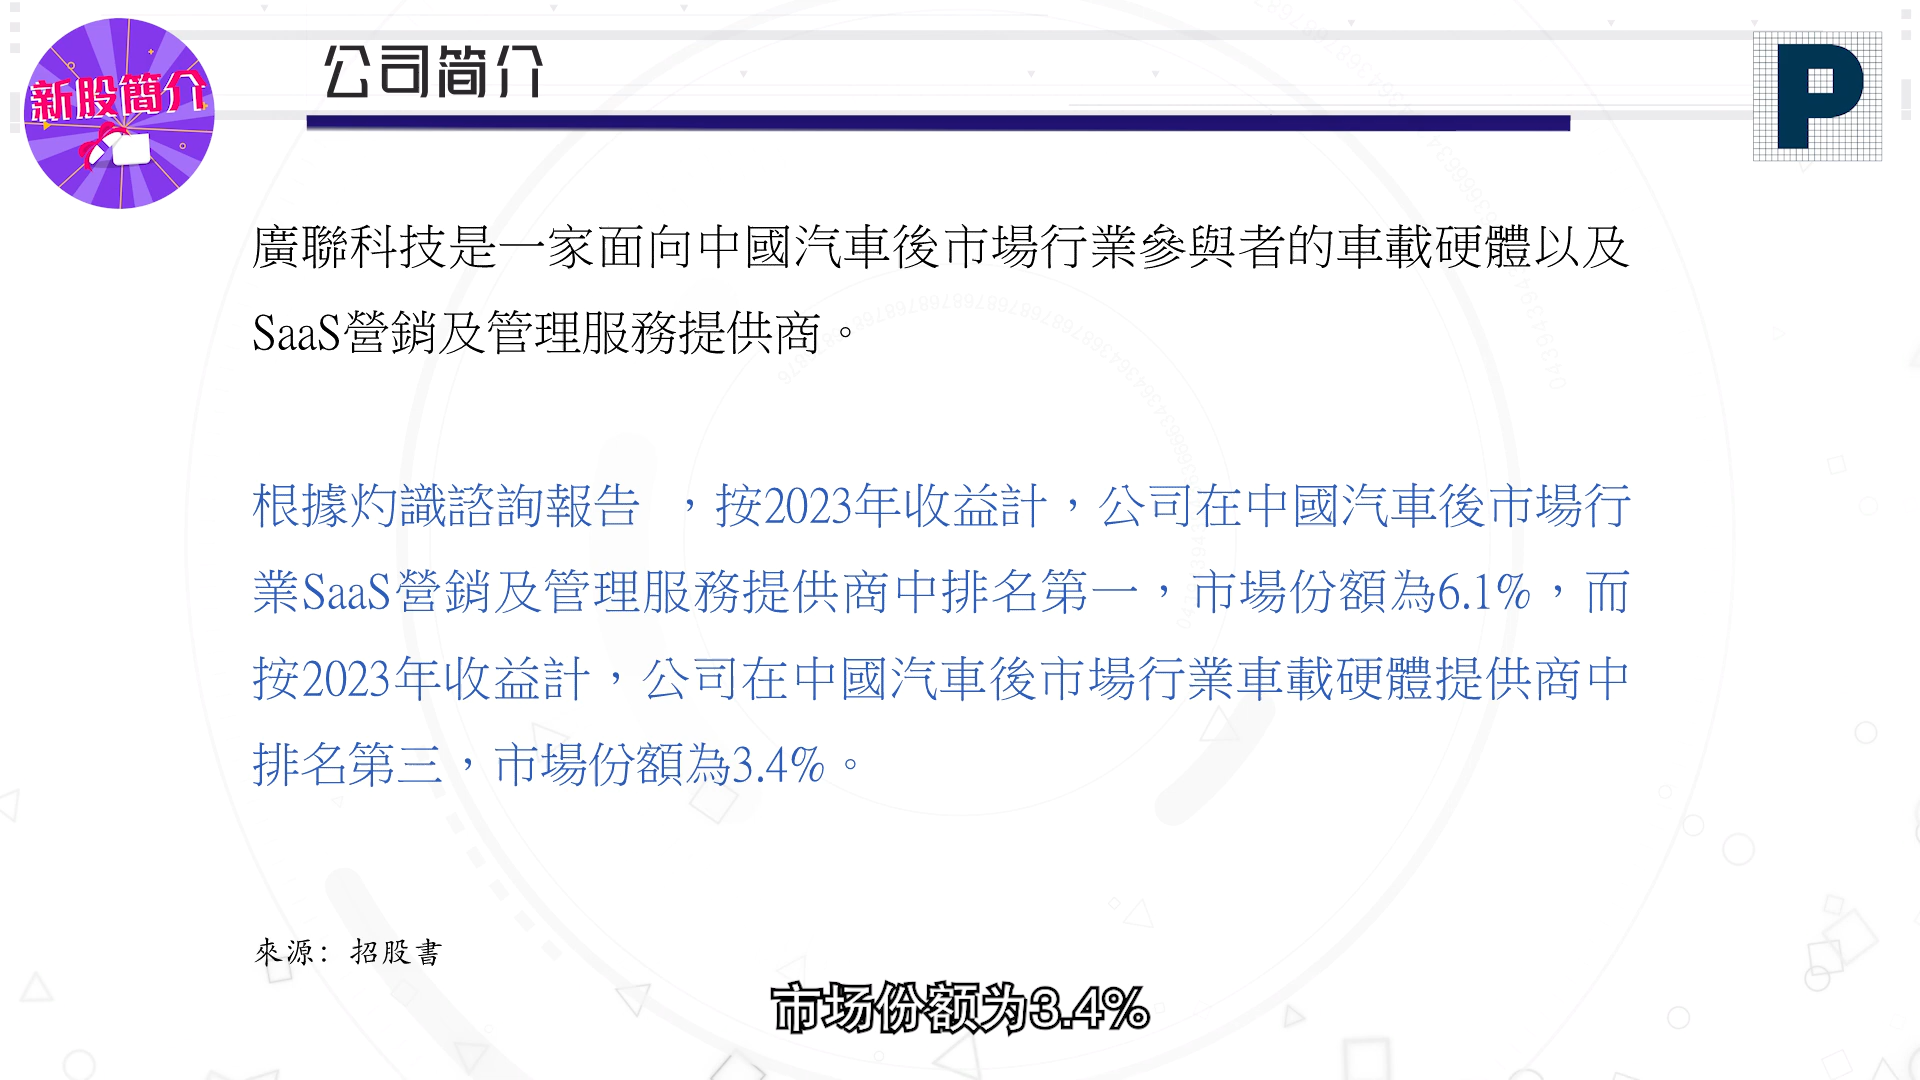 新股簡介
公司简介
P
廣聯科技是一家面向中國汽車後市場行業參與者的車載硬體以及
SaaS營銷及管理服務提供商。
根據灼識諮詢報告 ，按2023年收益計，公司在中國汽車後市場行
業SaaS營銷及管理服務提供商中排名第一，市場份額為6.1%，而
按2023年收益計，公司在中國汽車後市場行業車載硬體提供商中
排名第三，市場份額為3.4%。
來源: 招股書
市场份额为3.4%